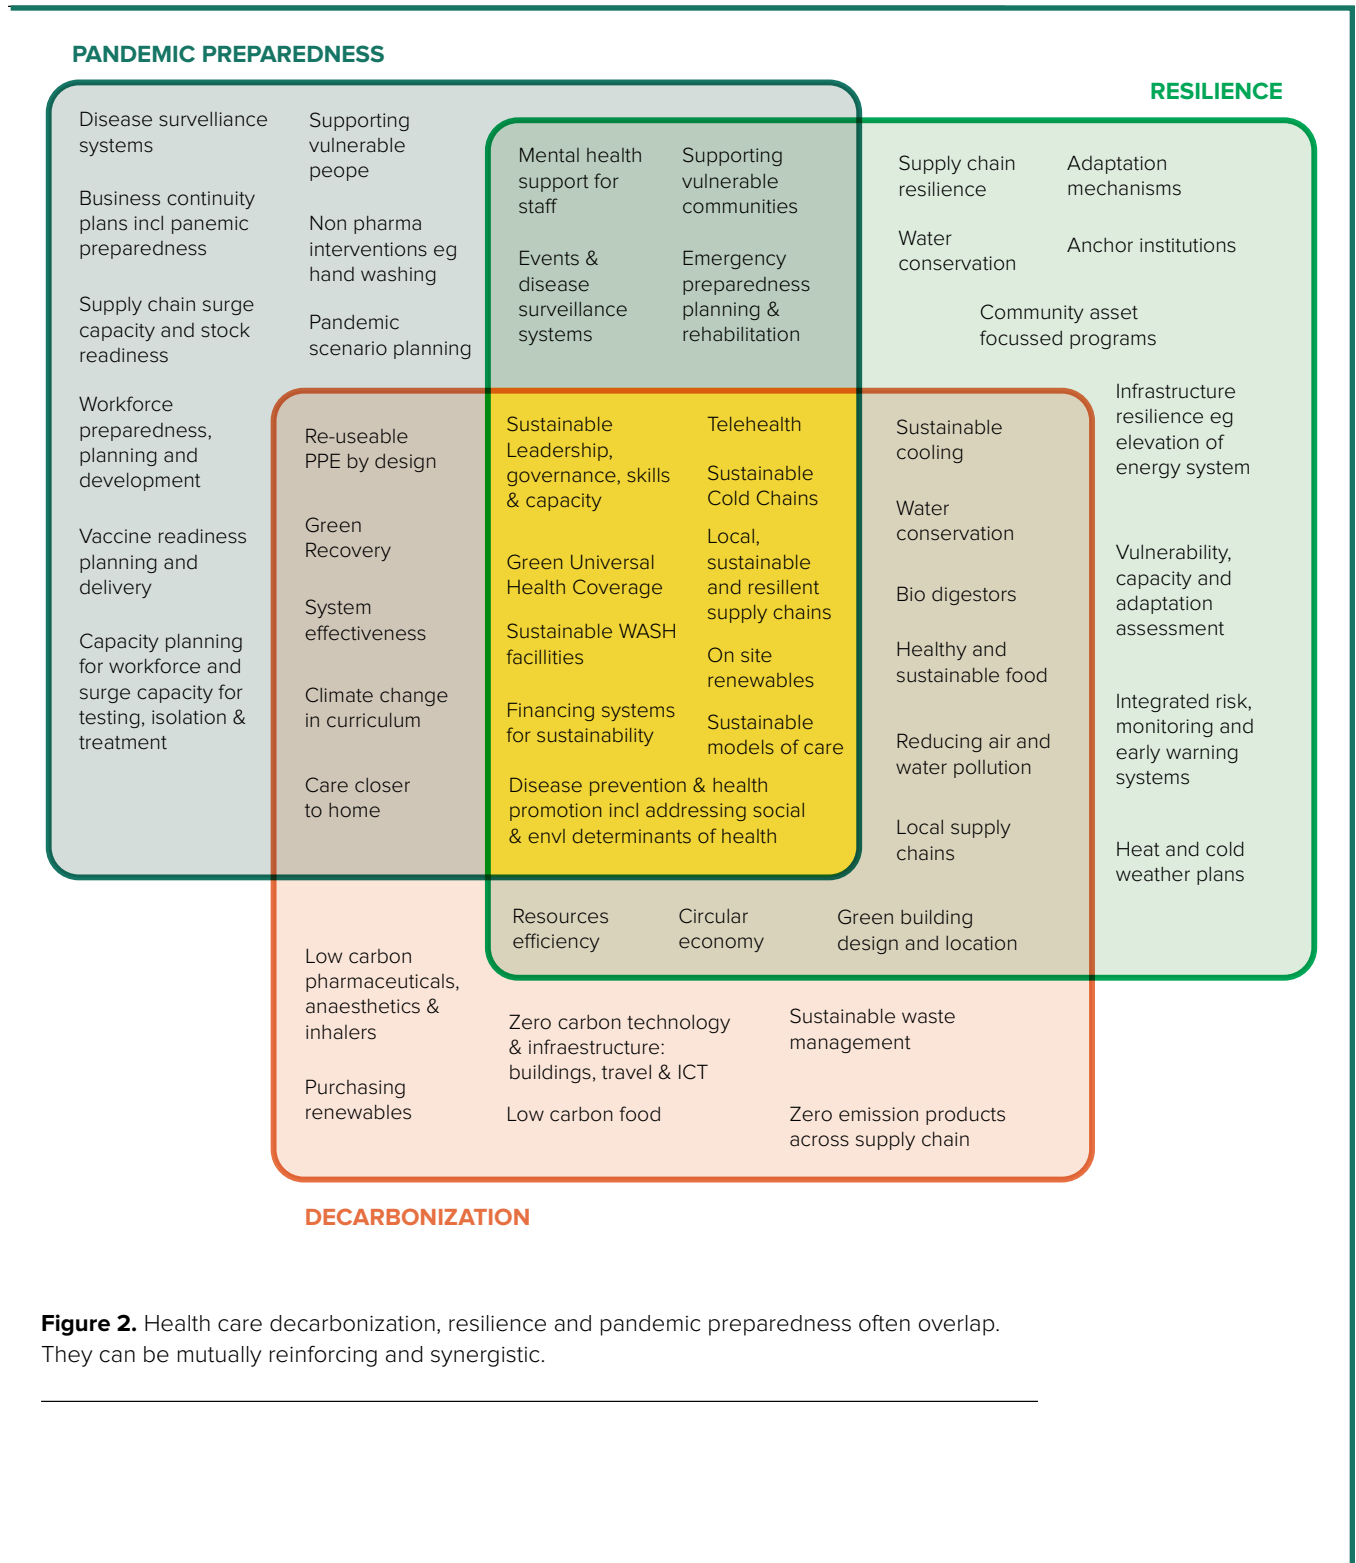 PANDEMIC PREPAREDNESS
RESILIENCE
Disease survelliance
systems
Business continuity
plans incl panemic
preparedness
Supply chain surge
capacity and stock
readiness
Workforce
preparedness,
planning and
development
Vaccine readiness
planning and
delivery
Capacity planning
for workforce and
surge capacity for
testing, isolation &
treatment
Supporting
vulnerable
peope
Non pharma
interventions eg
hand washing
Pandemic
scenario planning
Mental health
support for
staff
Events &
disease
surveillance
systems
Supporting
vulnerable
communities
Emergency
preparedness
planning &
rehabilitation
Supply chain
resilience
Water
conservation
Adaptation
mechanisms
Anchor institutions
Community asset
focussed programs
Infrastructure
resilience eg
elevation of
energy system
Vulnerability,
capacity and
adaptation
assessment
Integrated risk,
monitoring and
early warning
systems
Heat and cold
weather plans
Re-useable
PPE by design
Green
Recovery
System
effectiveness
Climate change
in curriculum
Care closer
to home
Sustainable
Leadership,
governance, skills
& capacity
Green Universal
Health Coverage
Sustainable WASH
facillities
Financing systems
for sustainability
Telehealth
Sustainable
Cold Chains
Local,
sustainable
and resillent
supply chains
On site
renewables
Sustainable
models of care
Disease prevention & health
promotion incl addressing social
& envl determinants of health
Sustainable
cooling
Water
conservation
Bio digestors
Healthy and
sustainable food
Reducing air and
water pollution
Local supply
chains
Resources
efficiency
Circular
economy
Green building
design and location
Low carbon
pharmaceuticals,
anaesthetics &
inhalers
Purchasing
renewables
Zero carbon technology
& infraestructure:
buildings, travel & ICT
Low carbon food
Sustainable waste
management
Zero emission products
across supply chain
DECARBONIZATION
Figure 2. Health care decarbonization, resilience and pandemic preparedness often overlap.
They can be mutually reinforcing and synergistic.